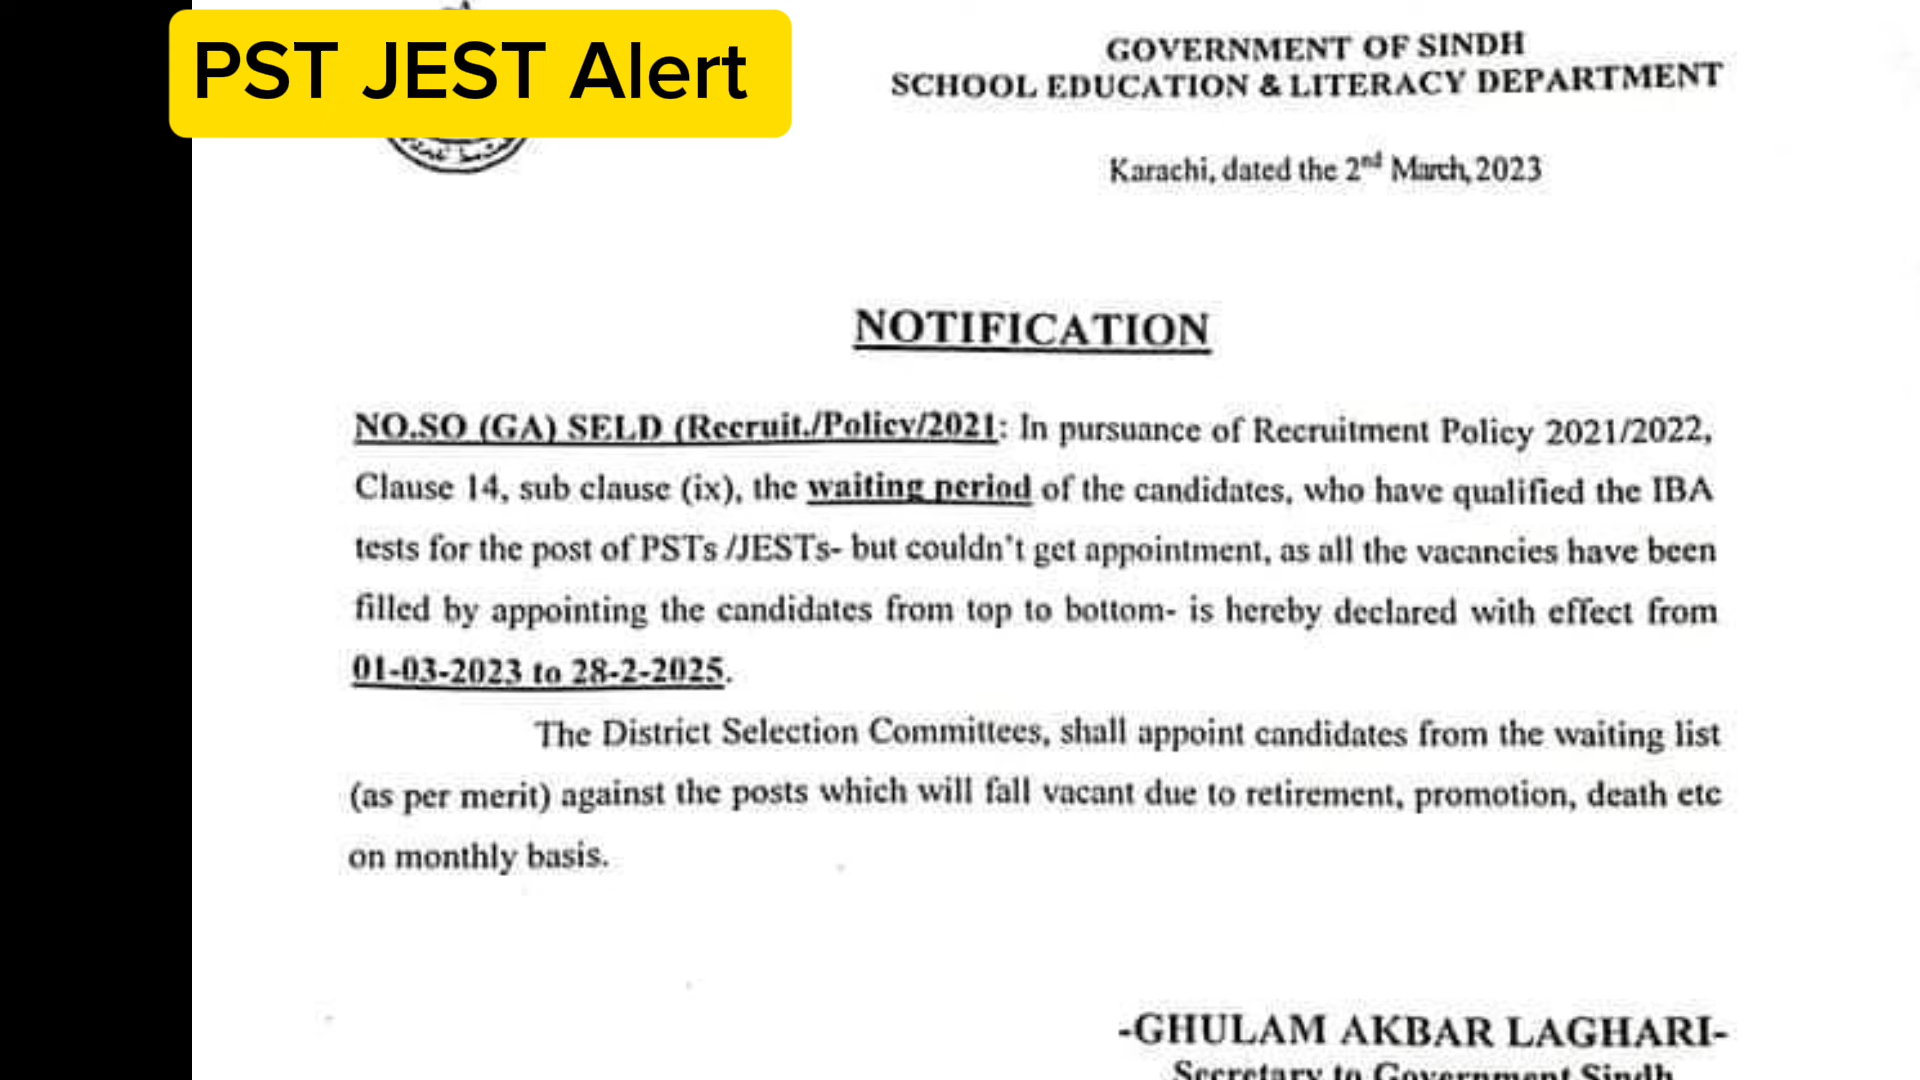 PST JEST Alert
GOVERNMENT OF SINDH
SCHOOL EDUCATION & LITERACY DEPARTMENT
Karachi, dated the 2nd March, 2023
NOTIFICATION
NO.SO (GA) SELD (Recruit./Policy/2021: In pursuance of Recruitment Policy 2021/2022,
Clause 14, sub clause (ix), the waiting period of the candidates, who have qualified the IBA
tests for the post of PSTs /JESTs- but couldn't get appointment, as all the vacancies have been
filled by appointing the candidates from top to bottom- is hereby declared with effect from
01-03-2023 to 28-2-2025.
The District Selection Committees, shall appoint candidates from the waiting list
(as per merit) against the posts which will fall vacant due to retirement, promotion, death etc
on monthly basis.
-GHULAM AKBAR LAGHARI-
Secretary to Government Sindh